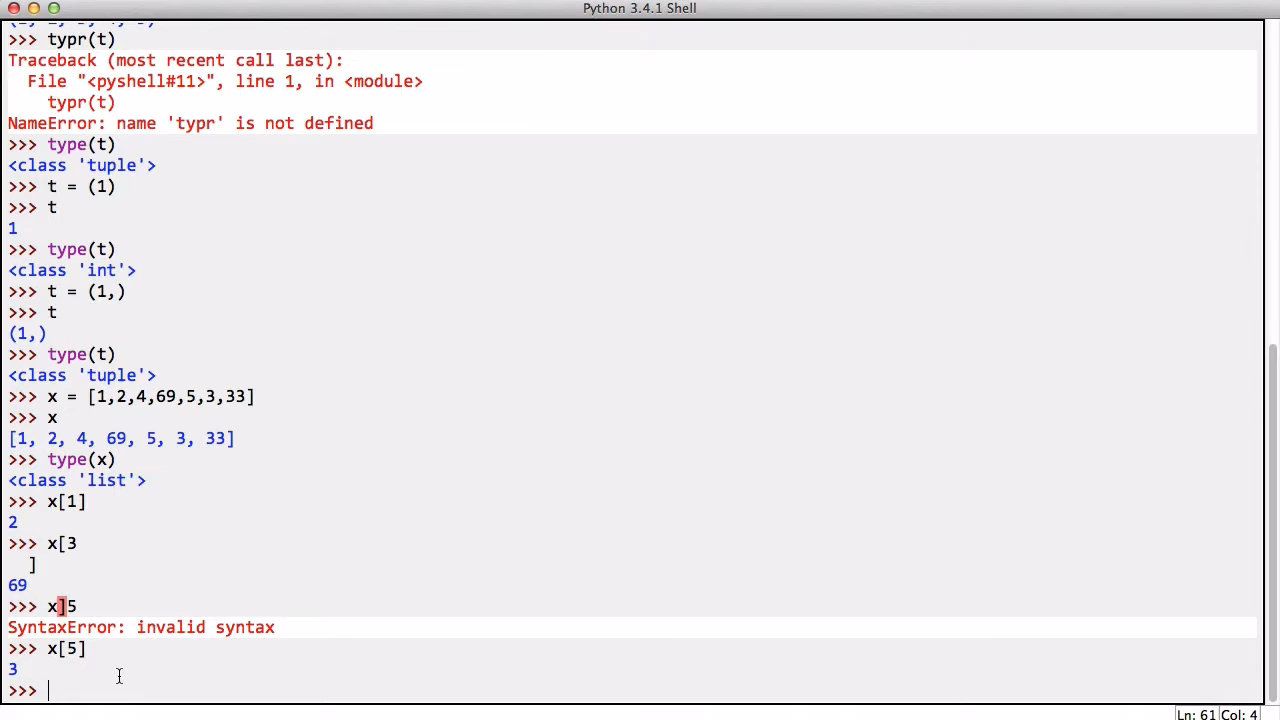 Python 3.4.1 Shell
>>> typr(t)
Traceback (most recent call last):
  File "<pyshell#11>", line 1, in <module>
    typr(t)
NameError: name 'typr' is not defined
>>> type(t)
<class 'tuple'>
>>> t = (1)
>>> t
1
>>> type(t)
<class 'int'>
>>> t = (1,)
>>> t
(1,)
>>> type(t)
<class 'tuple'>
>>> x = [1,2,4,69,5,3,33]
>>> x
[1, 2, 4, 69, 5, 3, 33]
>>> type(x)
<class 'list'>
>>> x[1]
2
>>> x[3
  ]
69
>>> x]5
SyntaxError: invalid syntax
>>> x[5]
3
>>>
Ln: 61 Col: 4